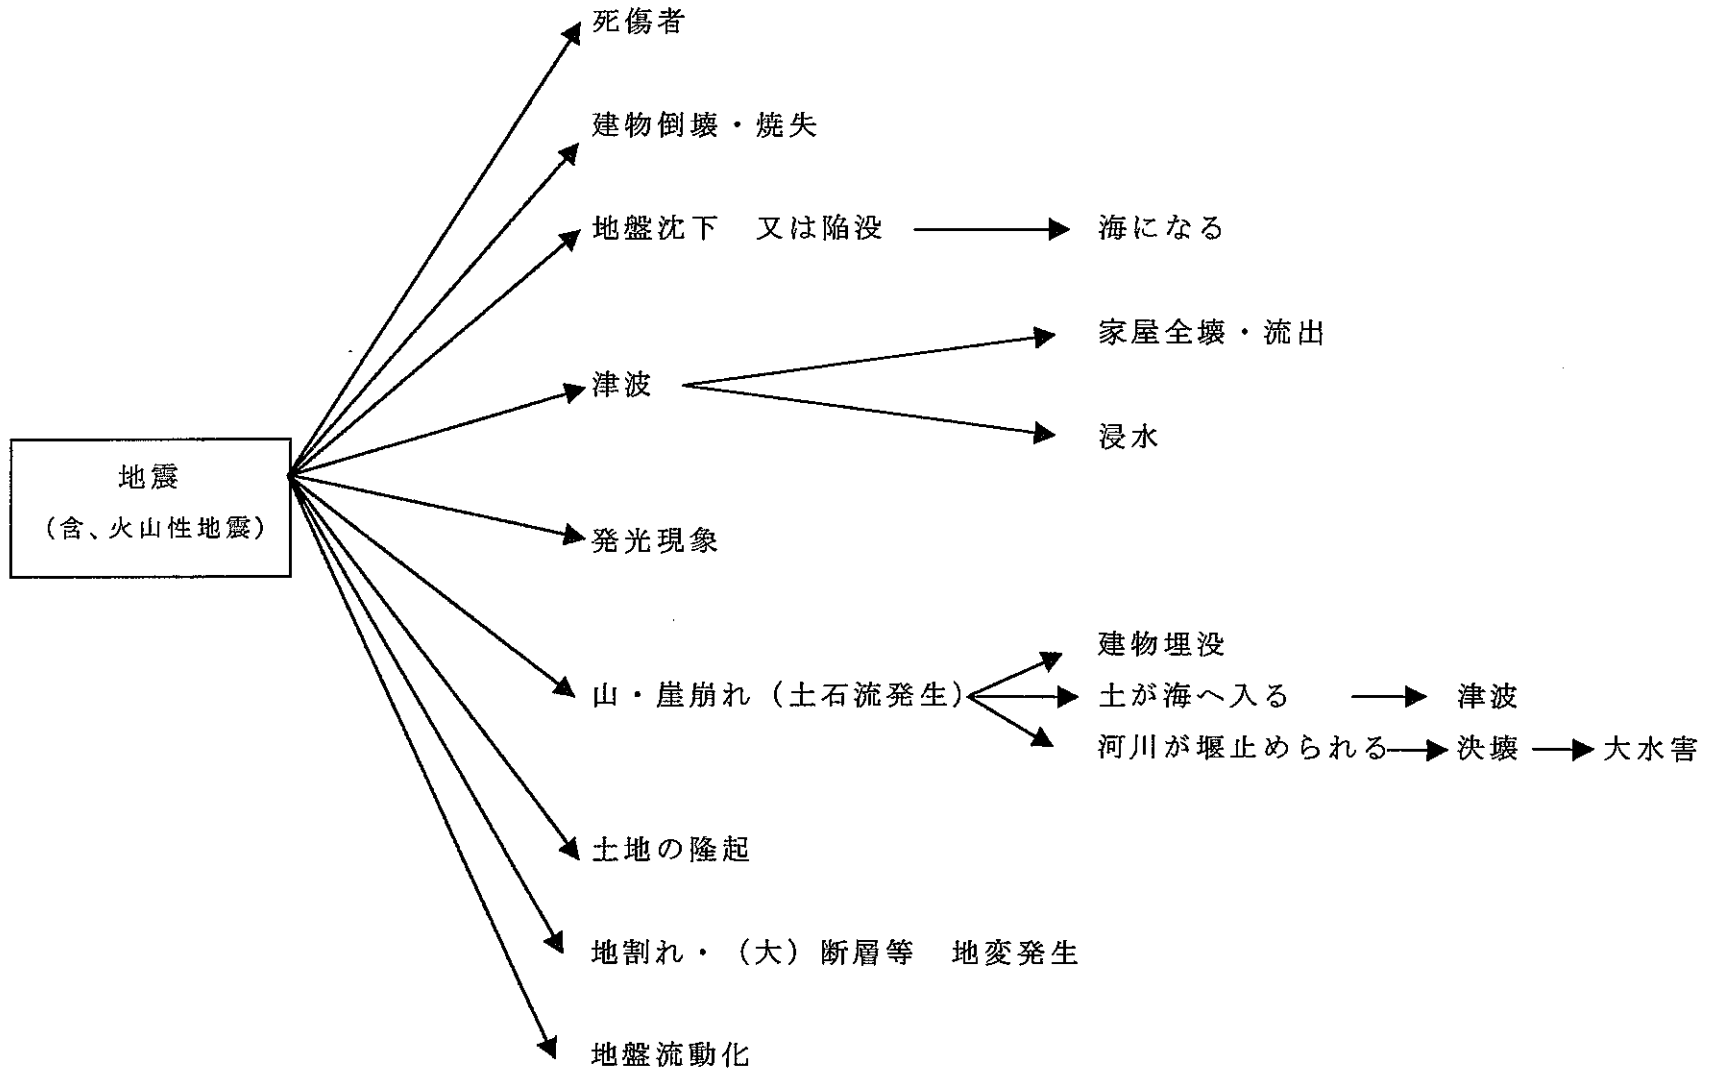 死傷者
建物倒壊・焼失
地盤沈下　又は陥没　海になる
家屋全壊・流出
津波
浸水
地震
（含、火山性地震）
発光現象
建物埋没
山・崖崩れ（土石流発生）　土が海へ入る　津波
河川が堰止められる　決壊　大水害
土地の隆起
地割れ・（大）断層等　地変発生
地盤流動化